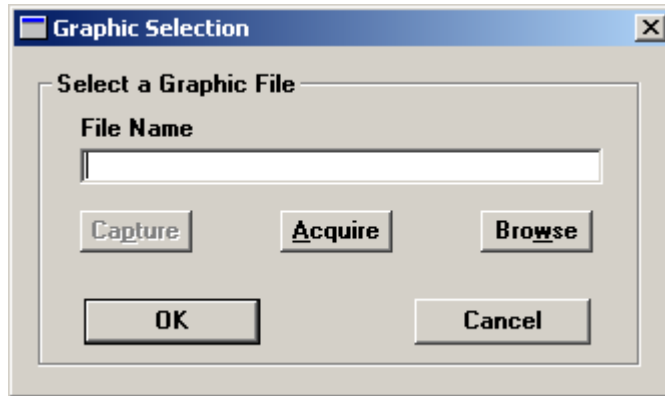 Graphic Selection
Select a Graphic File
File Name
Capture Acquire Browse
OK Cancel